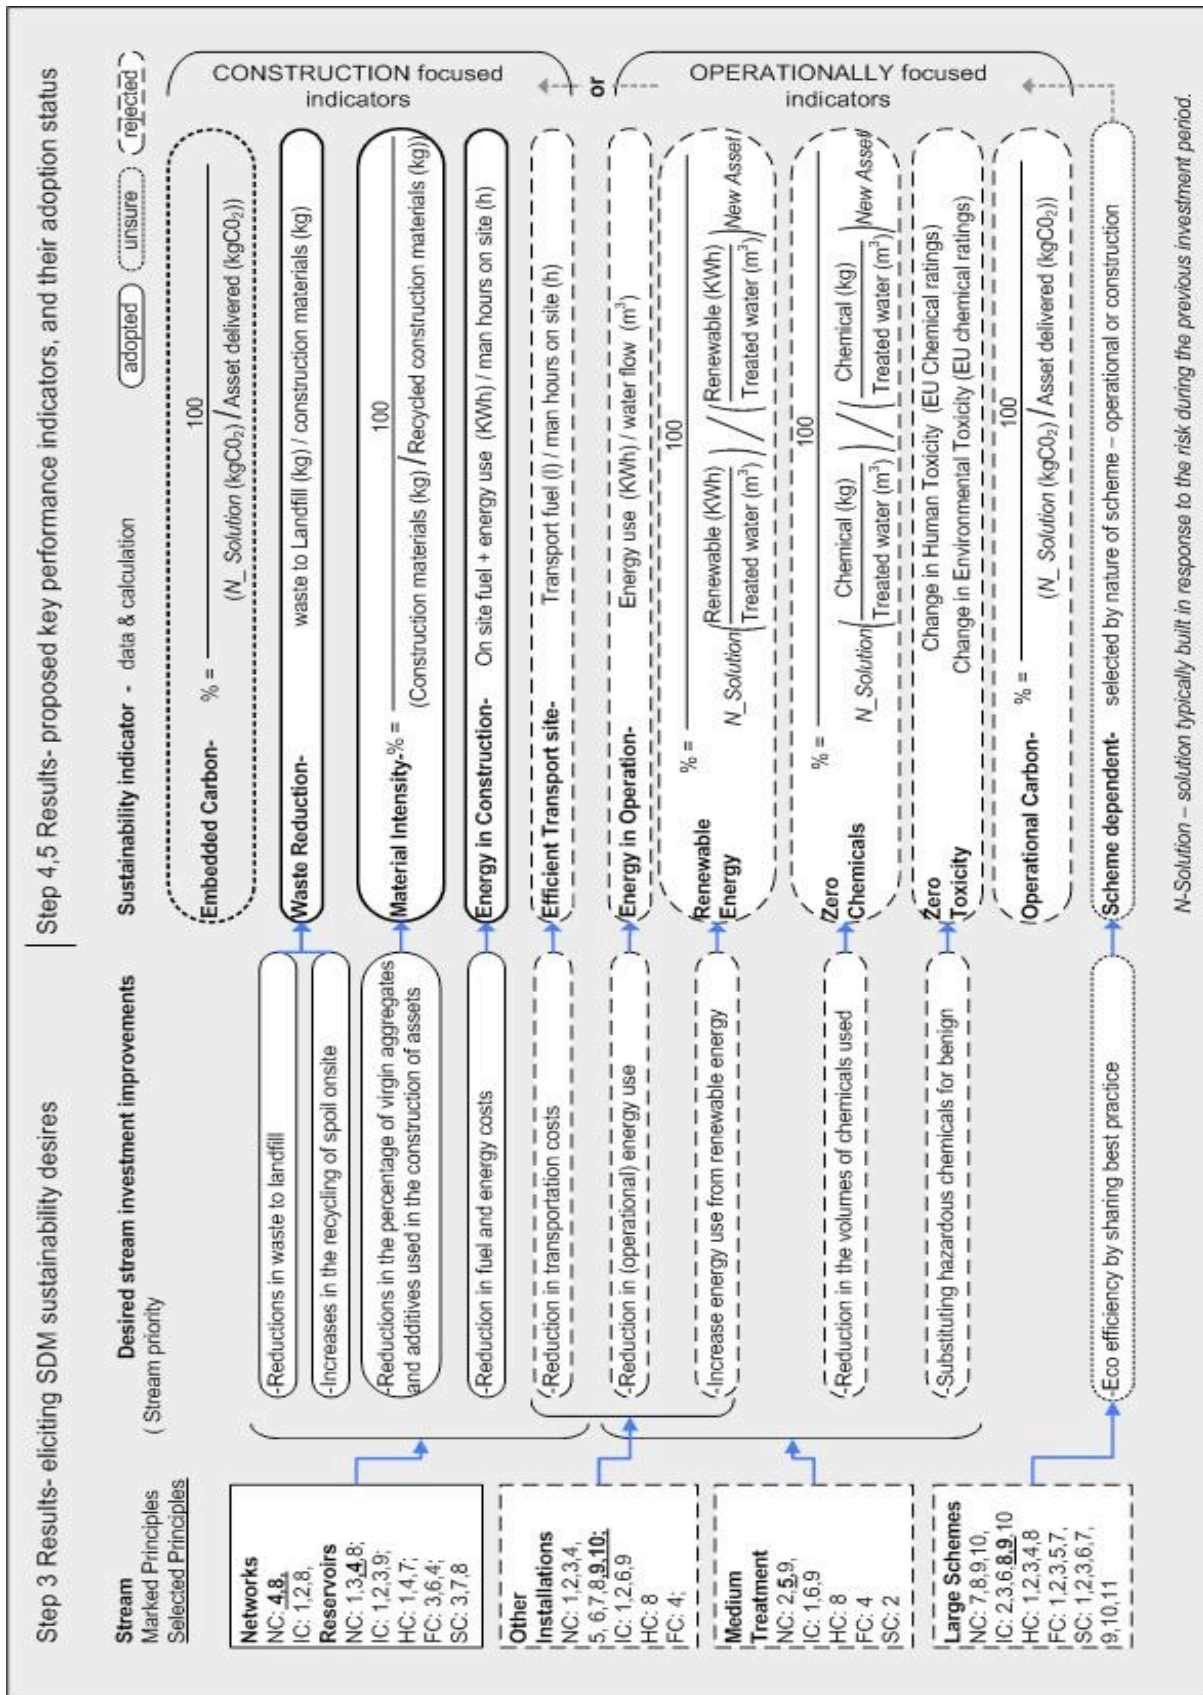 Step 3 Results- eliciting SDM sustainability desires
Step 4,5 Results- proposed key performance indicators, and their adoption status
Stream
Marked Principles
Selected Principles
Desired stream investment improvements
( Stream priority
Sustainability indicator - data & calculation
adopted
unsure
rejected
Networks
NC: 4,8,
IC: 1,2,8,
Reservoirs
NC: 1,3,4,8;
IC: 1,2,3,9;
HC: 1,4,7;
FC: 3,6,4;
SC: 3,7,8
Other
Installations
NC: 1,2,3,4,
5, 6,7,8,9,10;
IC: 1,2,6,9
HC: 8
FC: 4;
Medium
Treatment
NC: 2,5,9,
IC: 1,6,9
HC: 8
FC: 4
SC: 2
Large Schemes
NC: 7,8,9,10,
IC: 2,3,6,8,9,10
HC: 1,2,3,4,8
FC: 1,2,3,5,7,
SC: 1,2,3,6,7,
9,10,11
-Reductions in waste to landfill
-Increases in the recycling of spoil onsite
-Reductions in the percentage of virgin aggregates
and additives used in the construction of assets
-Reduction in fuel and energy costs
-Reduction in transportation costs
-Reduction in (operational) energy use
-Increase energy use from renewable energy
-Reduction in the volumes of chemicals used
-Substituting hazardous chemicals for benign
-Eco efficiency by sharing best practice
Embedded Carbon- % = 100
(N_ Solution (kgCO₂) / Asset delivered (kgCO₂))
Waste Reduction- waste to Landfill (kg) / construction materials (kg)
Material Intensity-% = 100
(Construction materials (kg) / Recycled construction materials (kg))
Energy in Construction- On site fuel + energy use (KWh) / man hours on site (h)
Efficient Transport site- Transport fuel (l) / man hours on site (h)
Energy in Operation- Energy use (KWh) / water flow (m³)
Renewable
Energy
% = 100
N_Solution(Renewable (KWh) / Treated water (m³)) / (Renewable (KWh) / Treated water (m³)) New Asset
Zero
Chemicals
% = 100
N_Solution(Chemical (kg) / Treated water (m³)) / (Chemical (kg) / Treated water (m³)) New Asset
Zero
Toxicity
Change in Human Toxicity (EU Chemical ratings)
Change in Environmental Toxicity (EU chemical ratings)
Operational Carbon- % = 100
(N_ Solution (kgCO₂) / Asset delivered (kgCO₂))
Scheme dependent- selected by nature of scheme – operational or construction
CONSTRUCTION focused
indicators
or
OPERATIONALLY focused
indicators
N-Solution – solution typically built in response to the risk during the previous investment period.